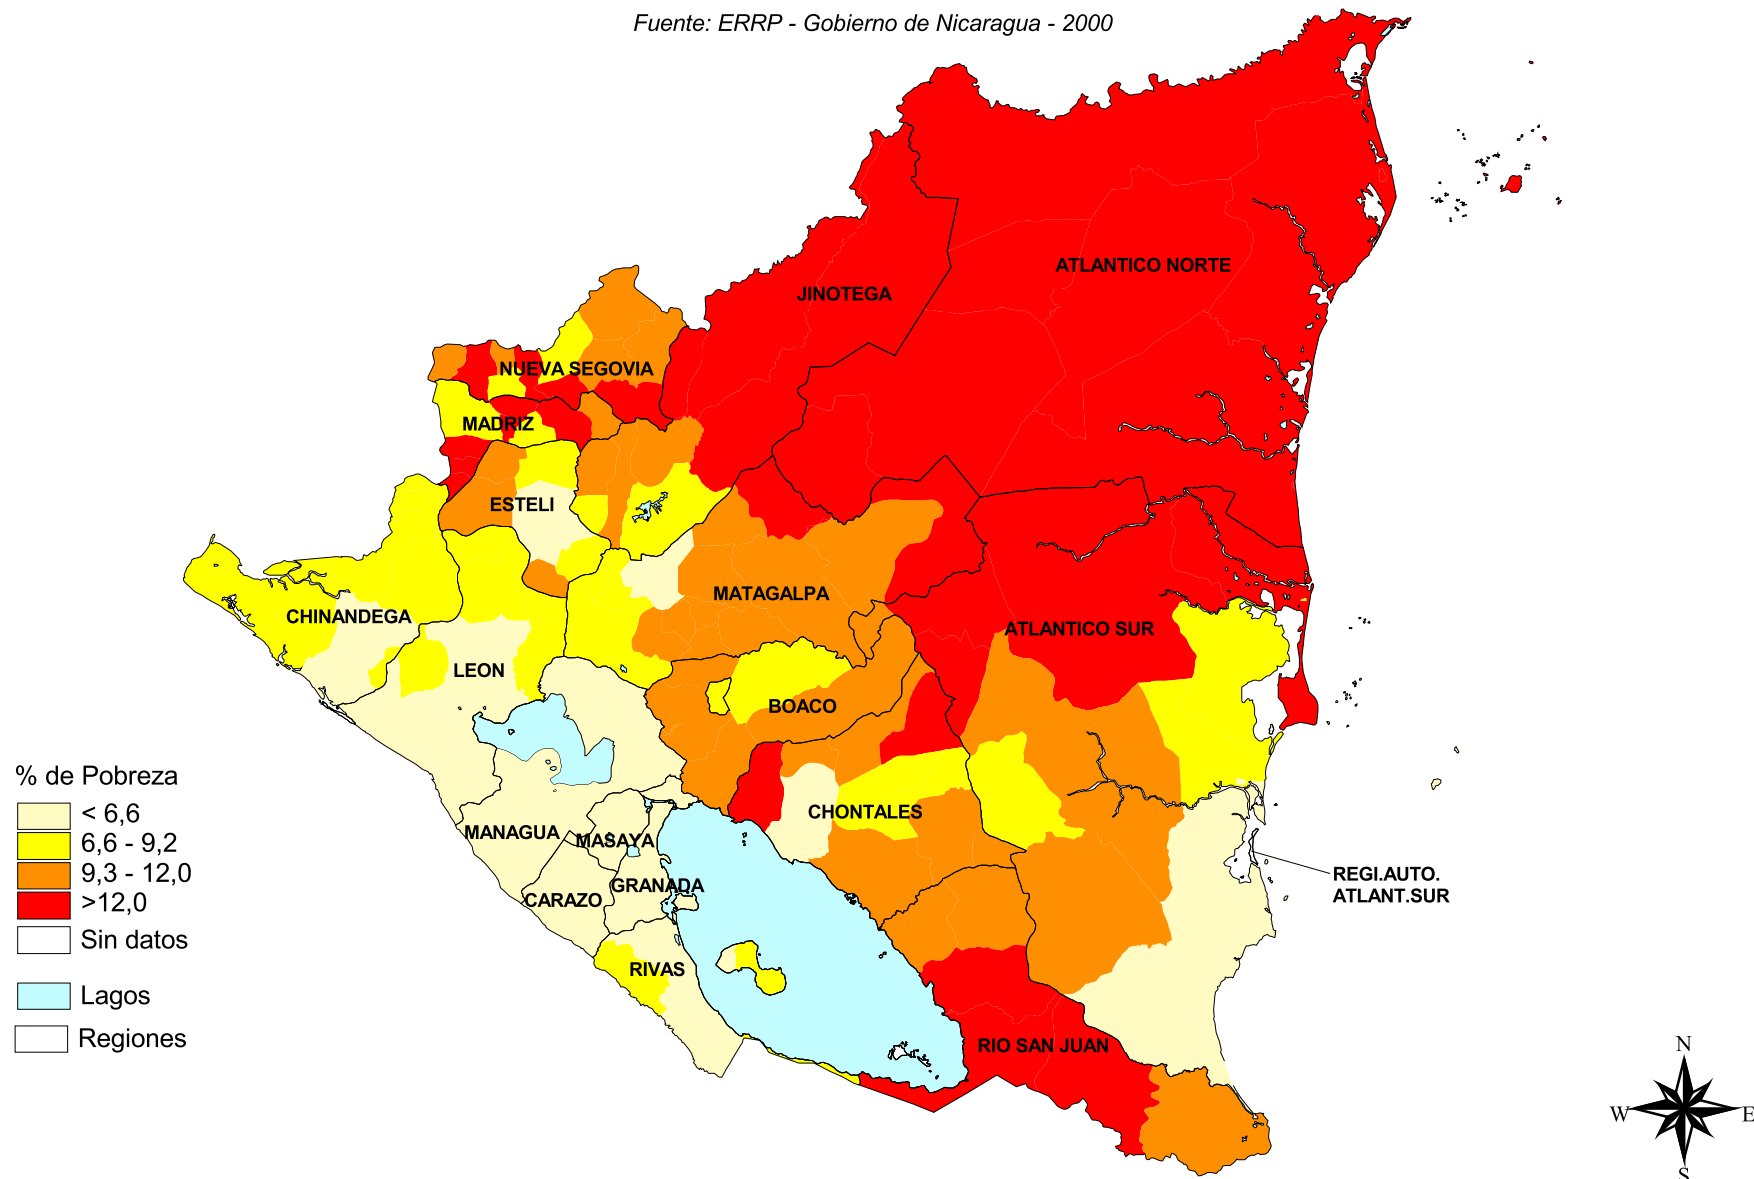 Fuente: ERRP - Gobierno de Nicaragua - 2000
ATLANTICO NORTE
JINOTEGA
NUEVA SEGOVIA
MADRIZ
ESTELI
MATAGALPA
CHINANDEGA
ATLANTICO SUR
LEON
BOACO
CHONTALES
MANAGUA
MASAYA
GRANADA
CARAZO
REGI.AUTO.
ATLANT.SUR
RIVAS
RIO SAN JUAN
% de Pobreza
< 6,6
6,6 - 9,2
9,3 - 12,0
>12,0
Sin datos
Lagos
Regiones
N
W
E
S